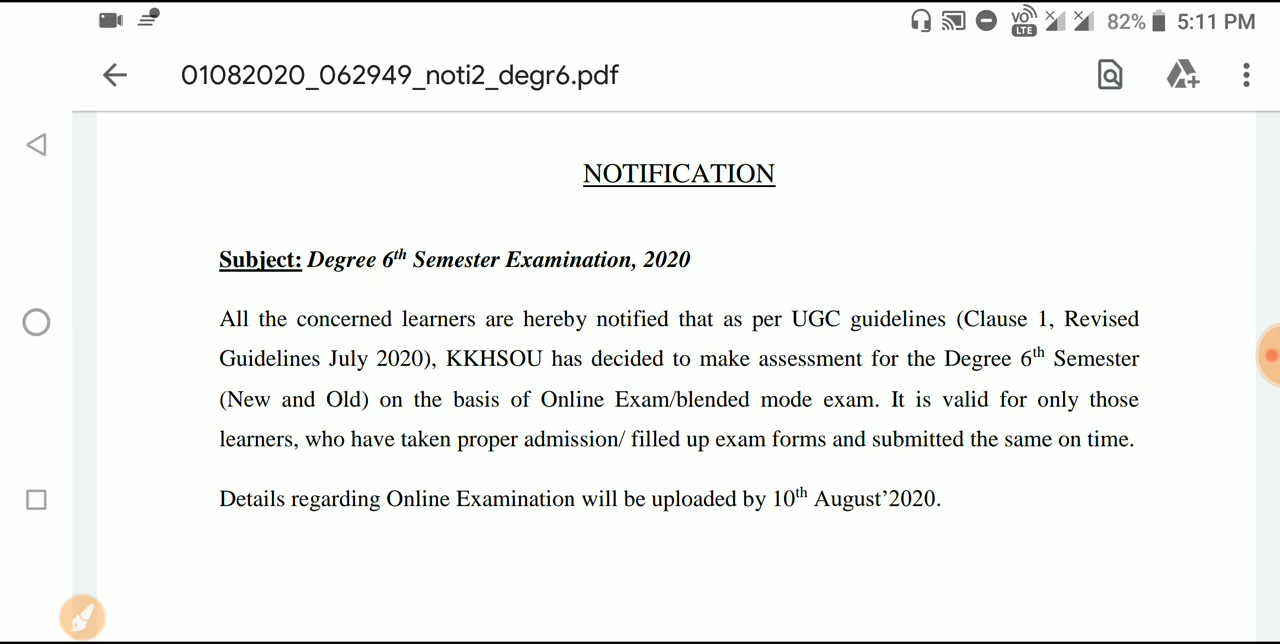 VO LTE 82% 5:11 PM
01082020_062949_noti2_degr6.pdf
NOTIFICATION
Subject: Degree 6th Semester Examination, 2020
All the concerned learners are hereby notified that as per UGC guidelines (Clause 1, Revised
Guidelines July 2020), KKHSOU has decided to make assessment for the Degree 6th Semester
(New and Old) on the basis of Online Exam/blended mode exam. It is valid for only those
learners, who have taken proper admission/ filled up exam forms and submitted the same on time.
Details regarding Online Examination will be uploaded by 10th August’2020.